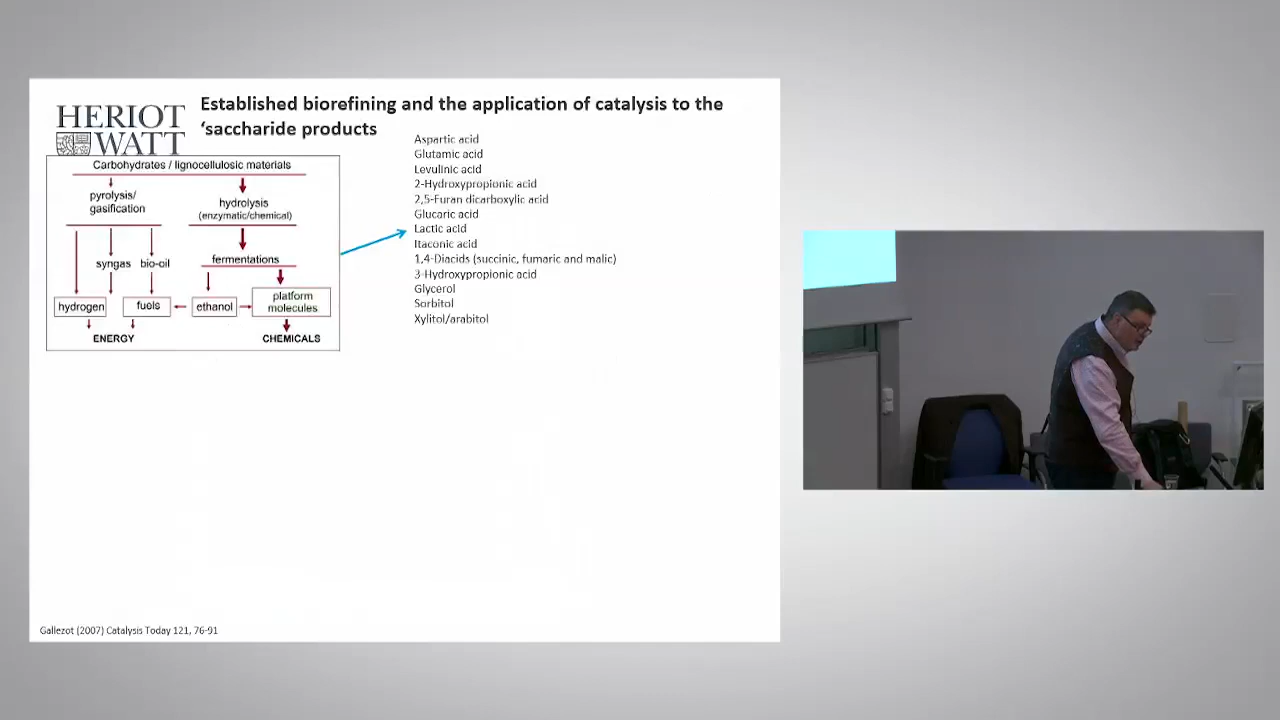 HERIOT
WATT
Established biorefining and the application of catalysis to the
‘saccharide products
Carbohydrates / lignocellulosic materials
pyrolysis/
gasification
hydrolysis
(enzymatic/chemical)
syngas
bio-oil
fermentations
hydrogen
fuels
ethanol
platform
molecules
ENERGY
CHEMICALS
Aspartic acid
Glutamic acid
Levulinic acid
2-Hydroxypropionic acid
2,5-Furan dicarboxylic acid
Glucaric acid
Lactic acid
Itaconic acid
1,4-Diacids (succinic, fumaric and malic)
3-Hydroxypropionic acid
Glycerol
Sorbitol
Xylitol/arabitol
Gallezot (2007) Catalysis Today 121, 76-91